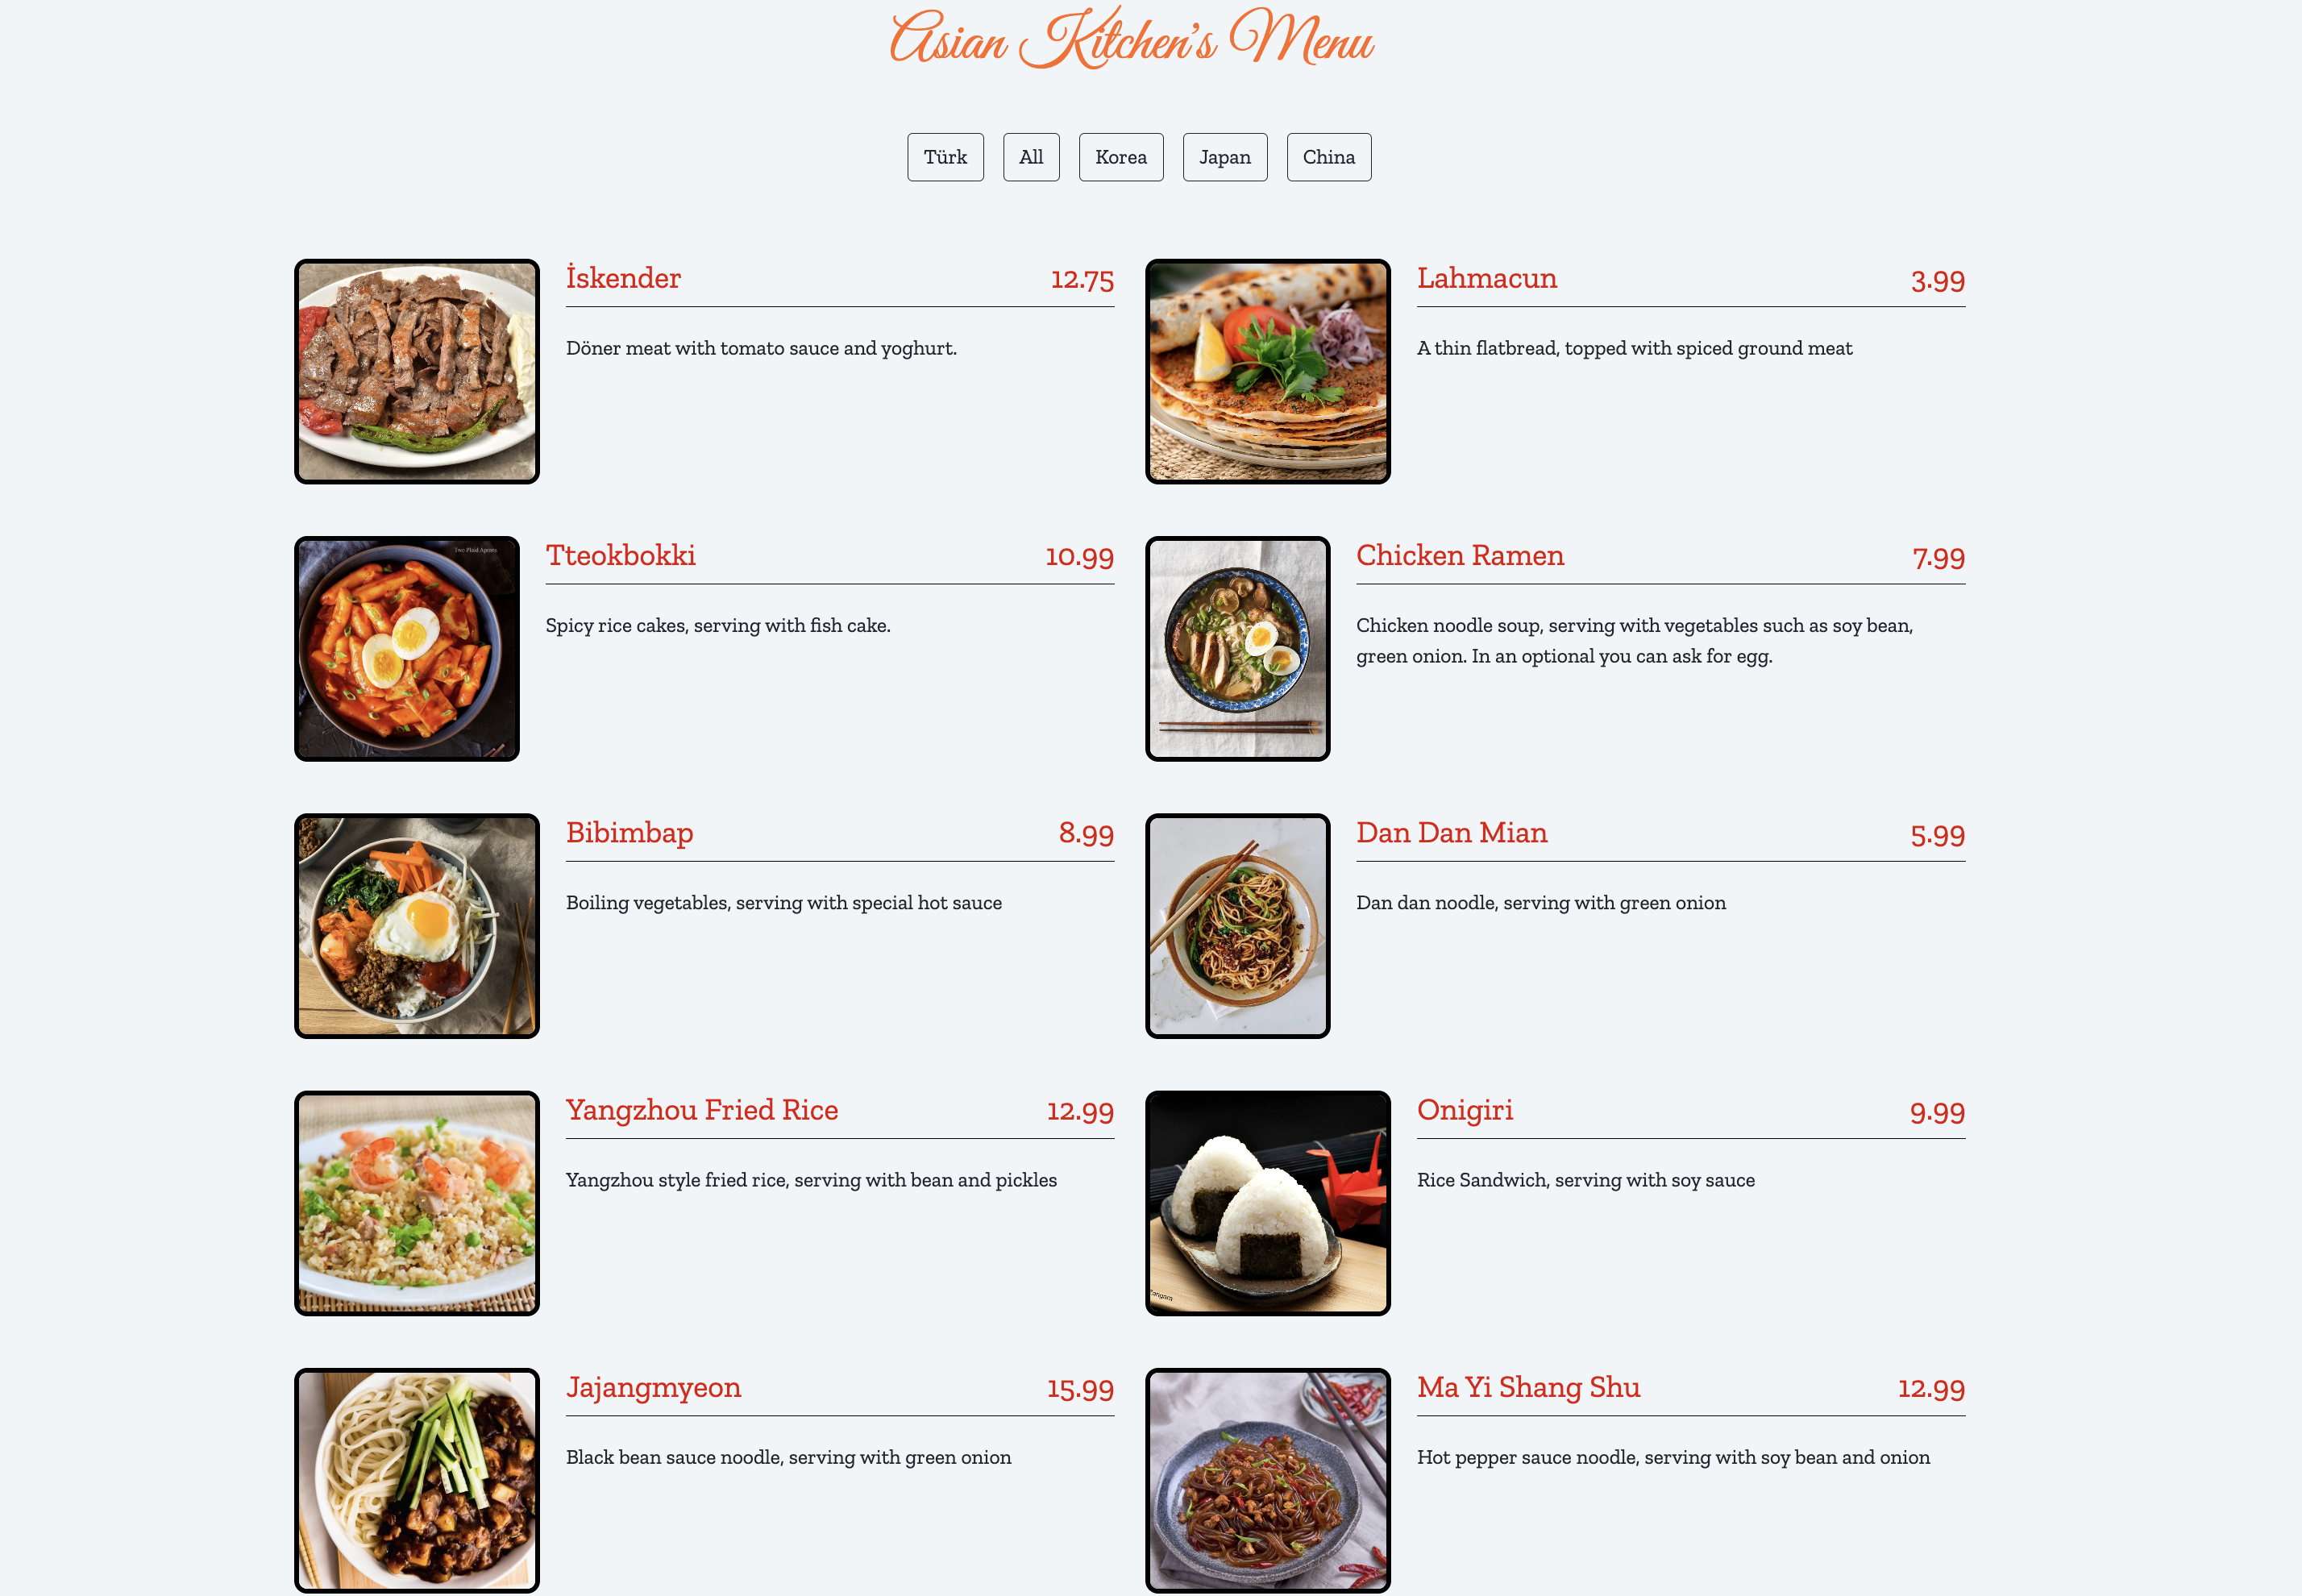 Asian Kitchen's Menu
Türk
All
Korea
Japan
China
İskender 12.75
Döner meat with tomato sauce and yoghurt.
Lahmacun 3.99
A thin flatbread, topped with spiced ground meat
Two Plaid Aprons
Tteokbokki 10.99
Spicy rice cakes, serving with fish cake.
Chicken Ramen 7.99
Chicken noodle soup, serving with vegetables such as soy bean,
green onion. In an optional you can ask for egg.
Bibimbap 8.99
Boiling vegetables, serving with special hot sauce
Dan Dan Mian 5.99
Dan dan noodle, serving with green onion
Yangzhou Fried Rice 12.99
Yangzhou style fried rice, serving with bean and pickles
Onigiri 9.99
Rice Sandwich, serving with soy sauce
Jajangmyeon 15.99
Black bean sauce noodle, serving with green onion
Ma Yi Shang Shu 12.99
Hot pepper sauce noodle, serving with soy bean and onion